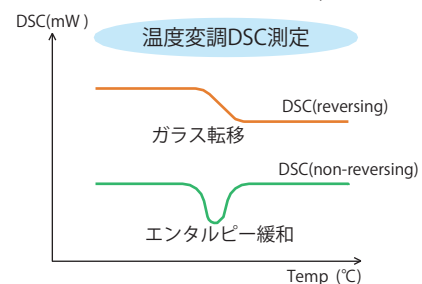 DSC(mW )
温度変調DSC測定
DSC(reversing)
ガラス転移
DSC(non-reversing)
エンタルピー緩和
Temp (℃)